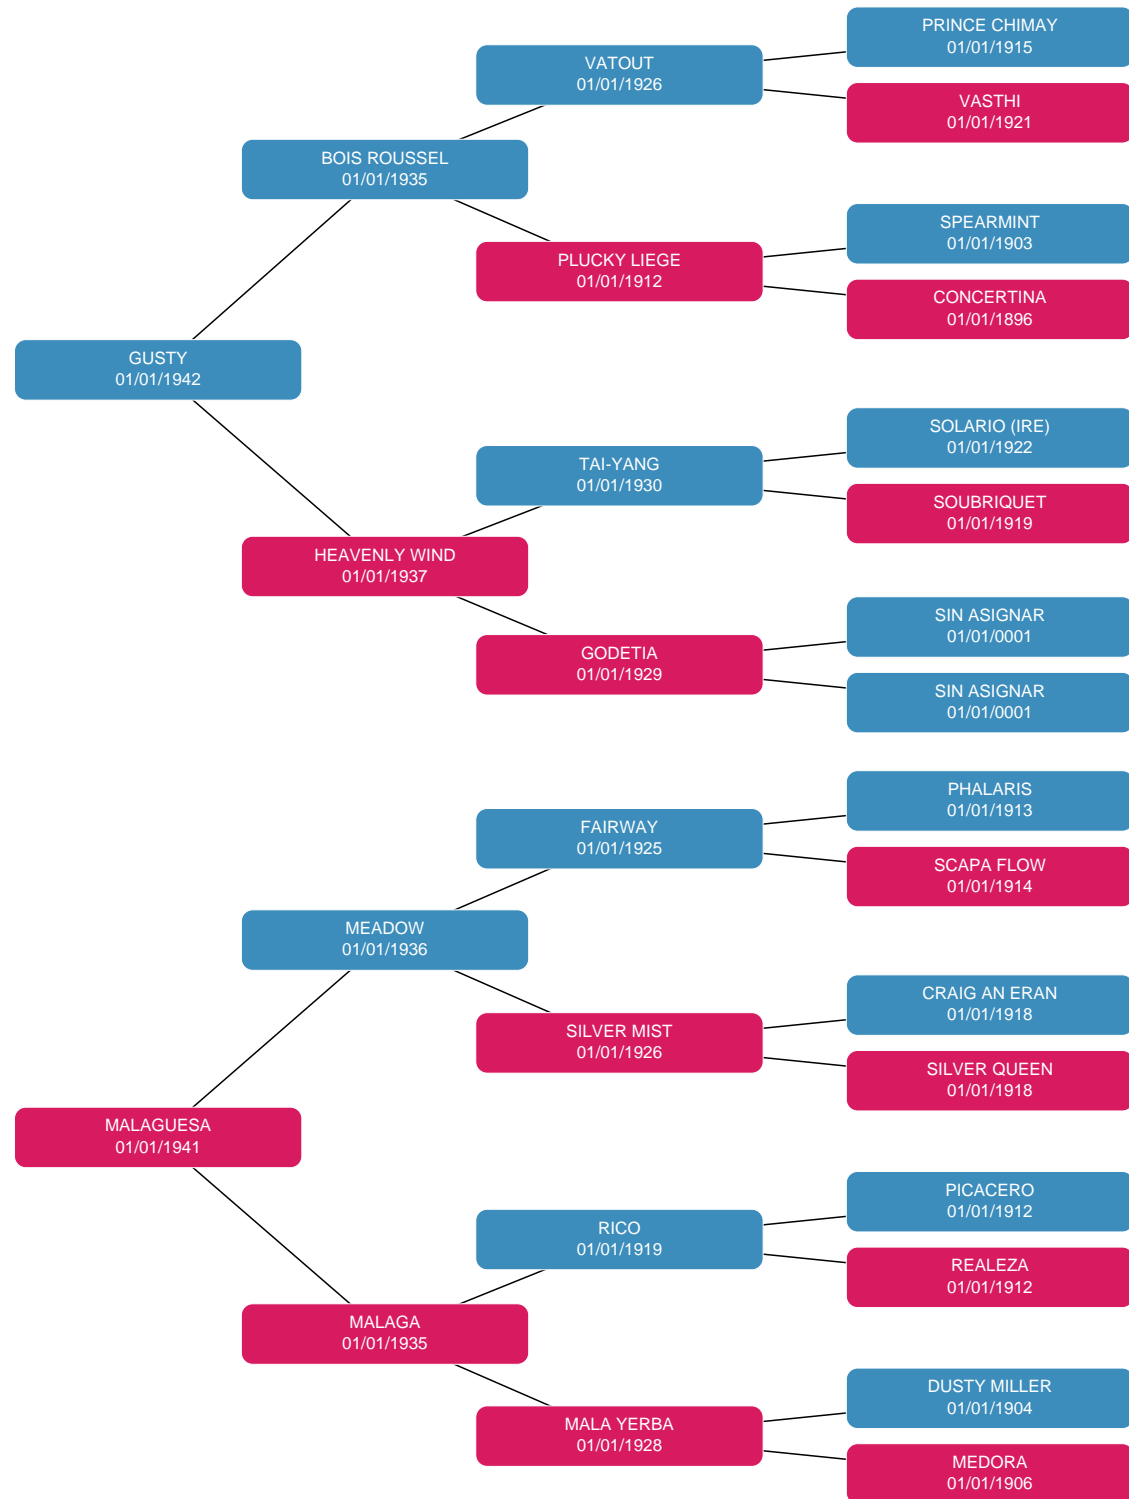 PRINCE CHIMAY
01/01/1915
VATOUT
01/01/1926
VASTHI
01/01/1921
BOIS ROUSSEL
01/01/1935
SPEARMINT
01/01/1903
PLUCKY LIEGE
01/01/1912
CONCERTINA
01/01/1896
GUSTY
01/01/1942
SOLARIO (IRE)
01/01/1922
TAI-YANG
01/01/1930
SOUBRIQUET
01/01/1919
HEAVENLY WIND
01/01/1937
SIN ASIGNAR
01/01/0001
GODETIA
01/01/1929
SIN ASIGNAR
01/01/0001
PHALARIS
01/01/1913
FAIRWAY
01/01/1925
SCAPA FLOW
01/01/1914
MEADOW
01/01/1936
CRAIG AN ERAN
01/01/1918
SILVER MIST
01/01/1926
SILVER QUEEN
01/01/1918
MALAGUESA
01/01/1941
PICACERO
01/01/1912
RICO
01/01/1919
REALEZA
01/01/1912
MALAGA
01/01/1935
DUSTY MILLER
01/01/1904
MALA YERBA
01/01/1928
MEDORA
01/01/1906